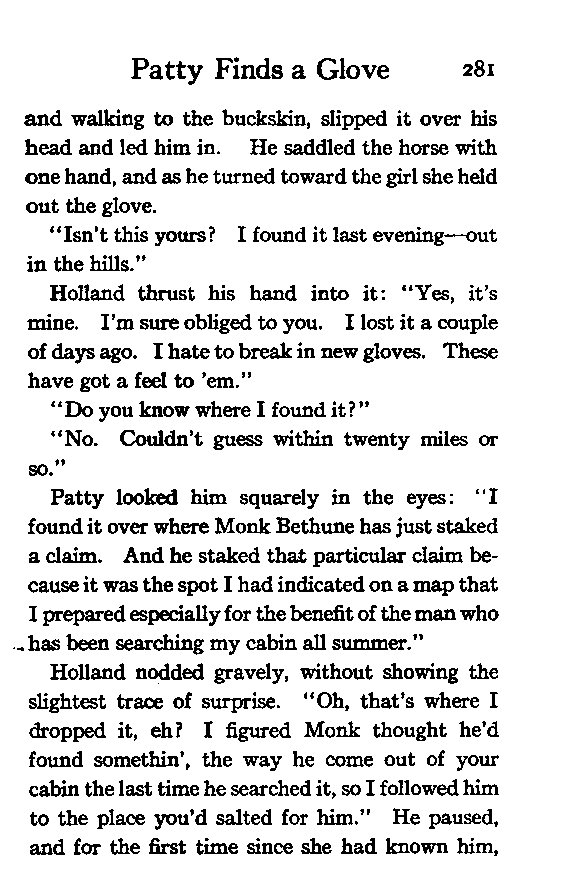 Patty Finds a Glove 281
and walking to the buckskin, slipped it over his
head and led him in. He saddled the horse with
one hand, and as he turned toward the girl she held
out the glove.
"Isn't this yours? I found it last evening—out
in the hills."
Holland thrust his hand into it: "Yes, it's
mine. I'm sure obliged to you. I lost it a couple
of days ago. I hate to break in new gloves. These
have got a feel to 'em."
"Do you know where I found it?"
"No. Couldn't guess within twenty miles or
so."
Patty looked him squarely in the eyes: "I
found it over where Monk Bethune has just staked
a claim. And he staked that particular claim be-
cause it was the spot I had indicated on a map that
I prepared especially for the benefit of the man who
has been searching my cabin all summer."
Holland nodded gravely, without showing the
slightest trace of surprise. "Oh, that's where I
dropped it, eh? I figured Monk thought he'd
found somethin', the way he come out of your
cabin the last time he searched it, so I followed him
to the place you'd salted for him." He paused,
and for the first time since she had known him,